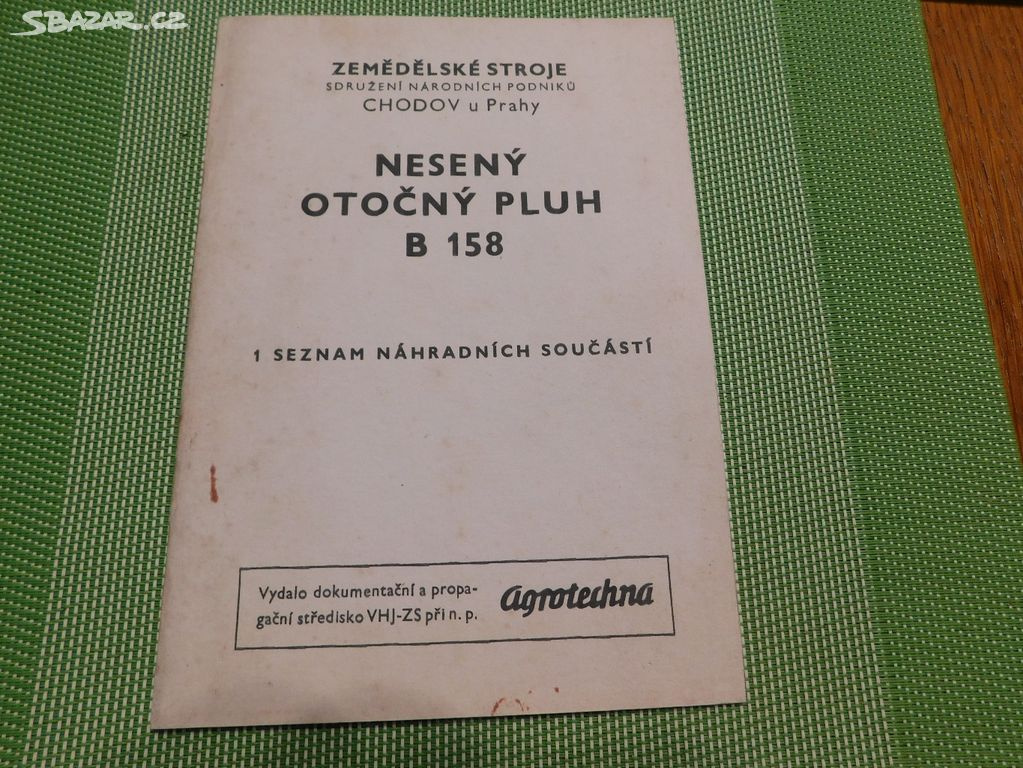 SBAZAR.CZ
ZEMĚDĚLSKÉ STROJE
SDRUŽENÍ NÁRODNÍCH PODNIKŮ
CHODOV u Prahy
NESENÝ
OTOČNÝ PLUH
B 158
1 SEZNAM NÁHRADNÍCH SOUČÁSTÍ
Vydalo dokumentační a propa-
gační středisko VHJ-ZS při n. p.
agrotechna